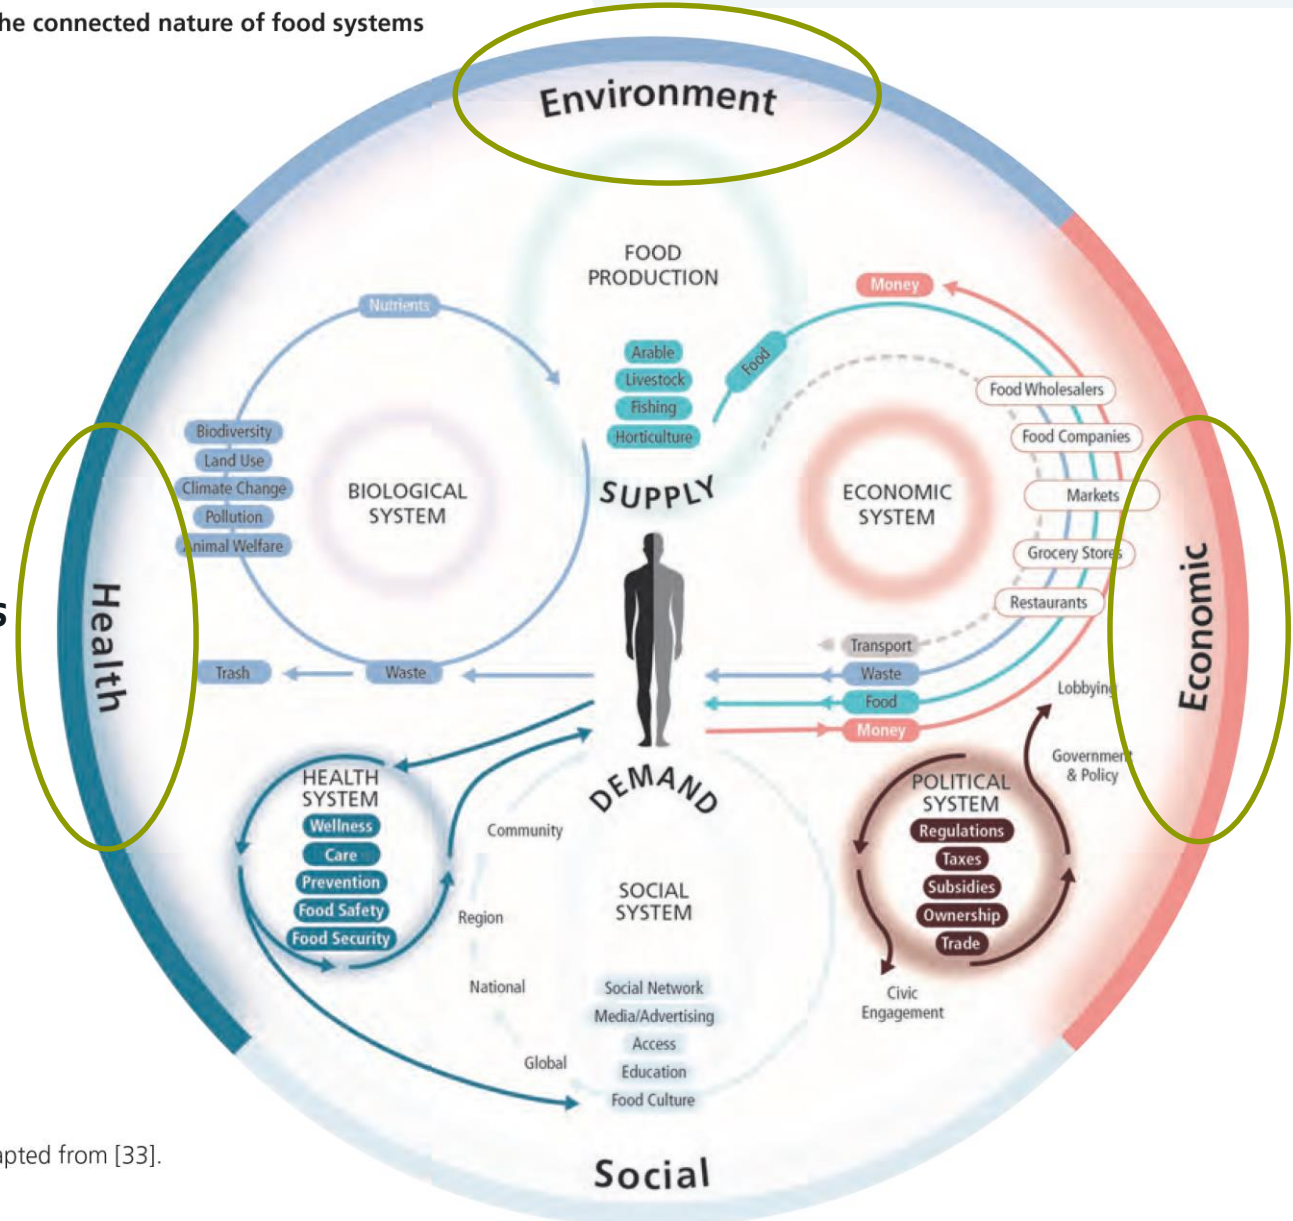 he connected nature of food systems
Environment
FOOD
PRODUCTION
Money
Nutrients
Arable
Food
Livestock
Food Wholesalers
Fishing
Biodiversity
Horticulture
Food Companies
Land Use
Climate Change
BIOLOGICAL
SYSTEM
SUPPLY
ECONOMIC
SYSTEM
Markets
Pollution
Animal Welfare
Grocery Stores
s
Health
Restaurants
Economic
Transport
Trash
Waste
Waste
Food
Lobbying
Money
Government
& Policy
HEALTH
SYSTEM
DEMAND
POLITICAL
SYSTEM
Wellness
Community
Regulations
Care
Taxes
Prevention
SOCIAL
SYSTEM
Subsidies
Food Safety
Region
Ownership
Food Security
Trade
National
Social Network
Civic
Engagement
Media/Advertising
Access
Global
Education
Food Culture
apted from [33].
Social